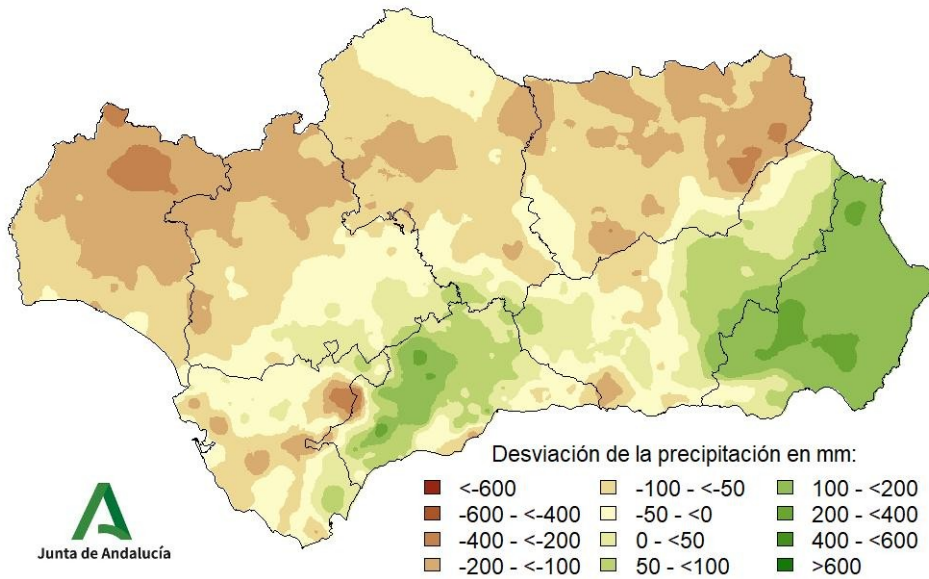 Desviación de la precipitación en mm:
<-600
-600 - <-400
-400 - <-200
-200 - <-100
-100 - <-50
-50 - <0
0 - <50
50 - <100
100 - <200
200 - <400
400 - <600
>600
Junta de Andalucía